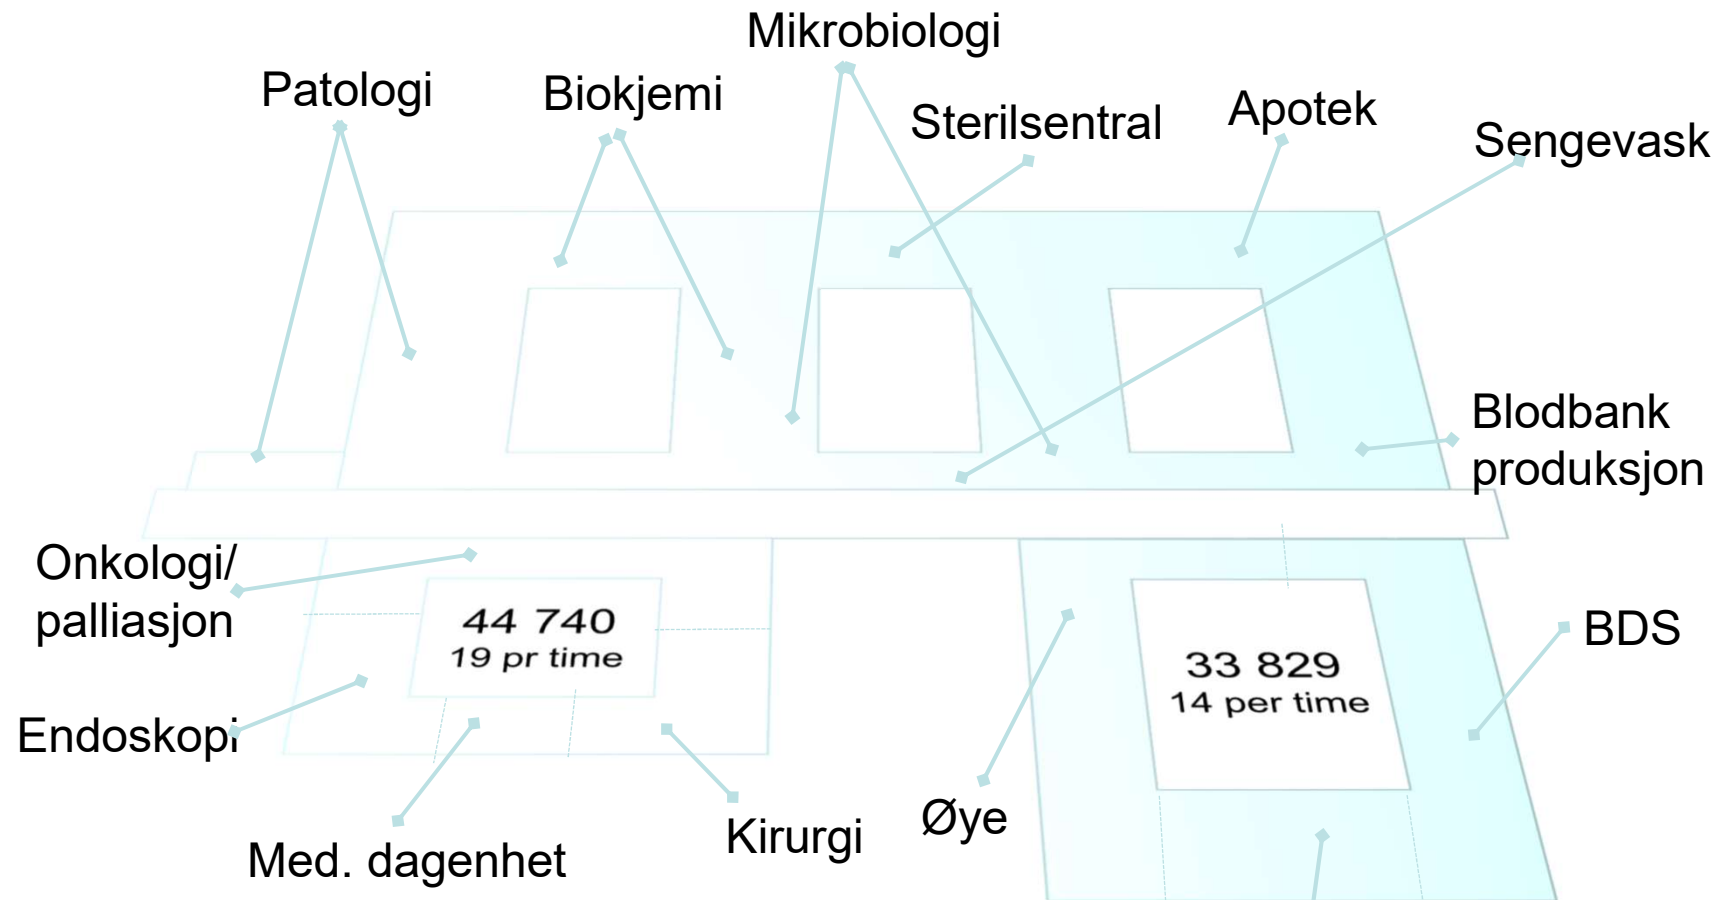 Mikrobiologi
Patologi
Biokjemi
Sterilsentral
Apotek
Sengevask
Blodbank
produksjon
Onkologi/
palliasjon
44 740
19 pr time
33 829
14 per time
BDS
Endoskopi
Med. dagenhet
Kirurgi
Øye